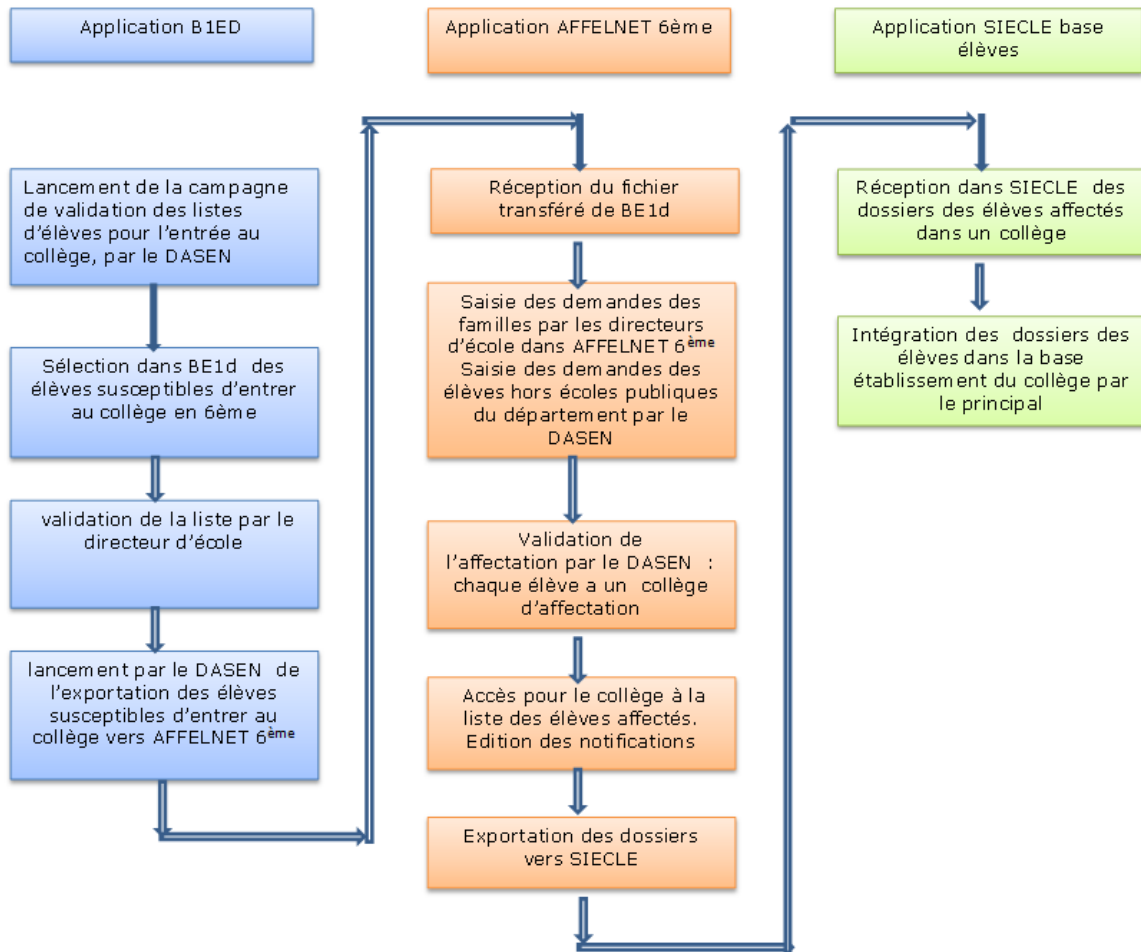 Application B1ED
Application AFFELNET 6ème
Application SIECLE base
élèves
Lancement de la campagne
de validation des listes
d'élèves pour l'entrée au
collège, par le DASEN
Sélection dans BE1d des
élèves susceptibles d'entrer
au collège en 6ème
validation de la liste par le
directeur d'école
lancement par le DASEN de
l'exportation des élèves
susceptibles d'entrer au
collège vers AFFELNET 6ème
Réception du fichier
transféré de BE1d
Saisie des demandes des
familles par les directeurs
d'école dans AFFELNET 6ème
Saisie des demandes des
élèves hors écoles publiques
du département par le
DASEN
Validation de
l'affectation par le DASEN :
chaque élève a un collège
d'affectation
Accès pour le collège à la
liste des élèves affectés.
Edition des notifications
Exportation des dossiers
vers SIECLE
Réception dans SIECLE des
dossiers des élèves affectés
dans un collège
Intégration des dossiers des
élèves dans la base
établissement du collège par
le principal